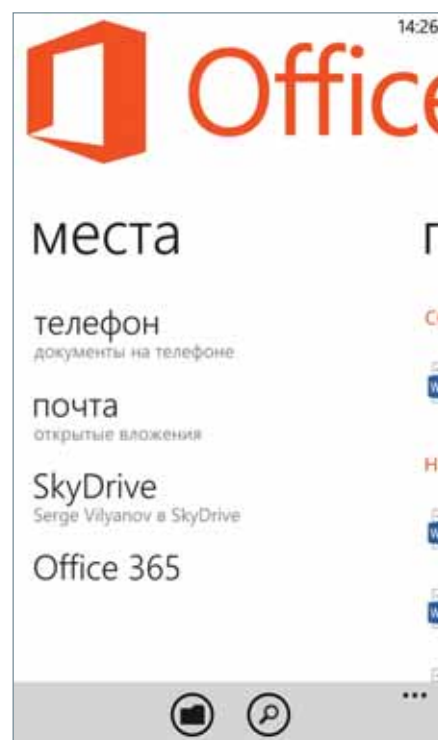 14:26
Office
места
телефон
документы на телефоне
почта
открытые вложения
SkyDrive
Serge Vilyanov в SkyDrive
Office 365